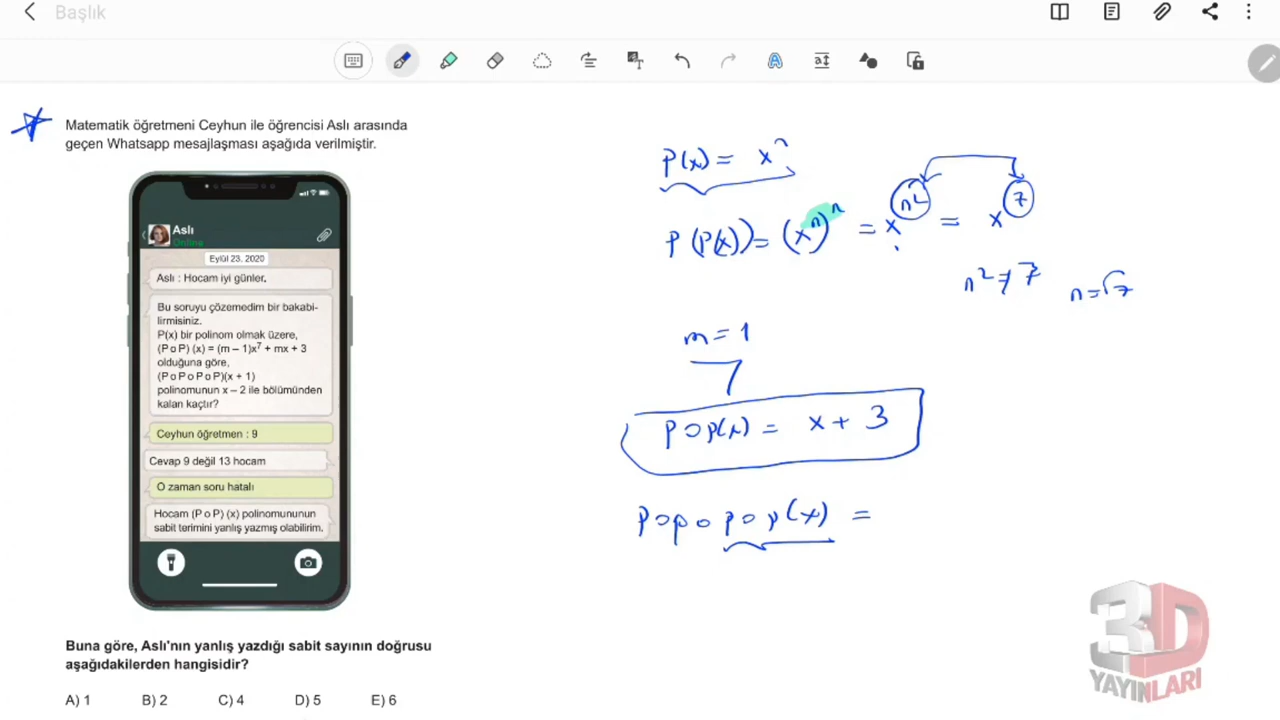 Başlık
Matematik öğretmeni Ceyhun ile öğrencisi Aslı arasında
geçen Whatsapp mesajlaşması aşağıda verilmiştir.
Aslı
Online
Eylül 23, 2020
Aslı : Hocam iyi günler.
Bu soruyu çözemedim bir bakabi-
lirmisiniz.
P(x) bir polinom olmak üzere,
(P o P) (x) = (m – 1)x⁷ + mx + 3
olduğuna göre,
(P o P o P o P)(x + 1)
polinomunun x – 2 ile bölümünden
kalan kaçtır?
Ceyhun öğretmen : 9
Cevap 9 değil 13 hocam
O zaman soru hatalı
Hocam (P o P) (x) polinomununun
sabit terimini yanlış yazmış olabilirim.
Buna göre, Aslı'nın yanlış yazdığı sabit sayının doğrusu
aşağıdakilerden hangisidir?
A) 1 B) 2 C) 4 D) 5 E) 6
P(x) = xⁿ
P(P(x)) = (xⁿ)ⁿ = x^n² = x⁷
n² ≠ 7 n = √7
m = 1
PoP(x) = x + 3
PoPoPoP(x) =
3D
YAYINLARI